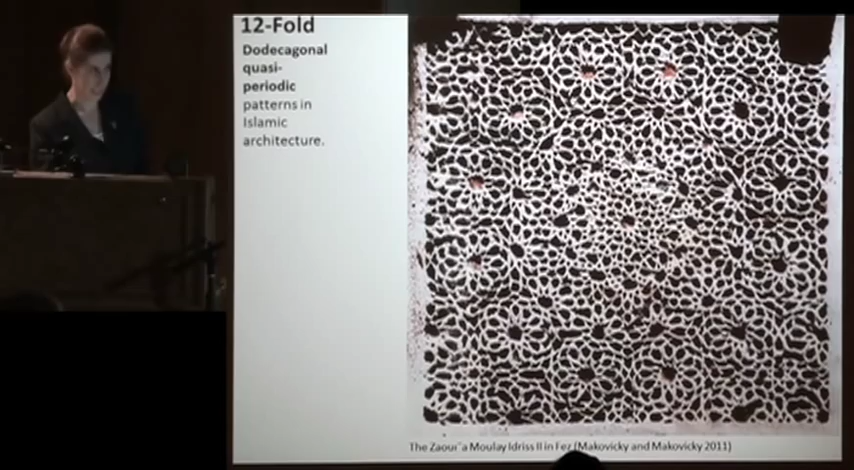 12-Fold
Dodecagonal
quasi-
periodic
patterns in
Islamic
architecture.
The Zaouı¨a Moulay Idriss II in Fez (Makovicky and Makovicky 2011)